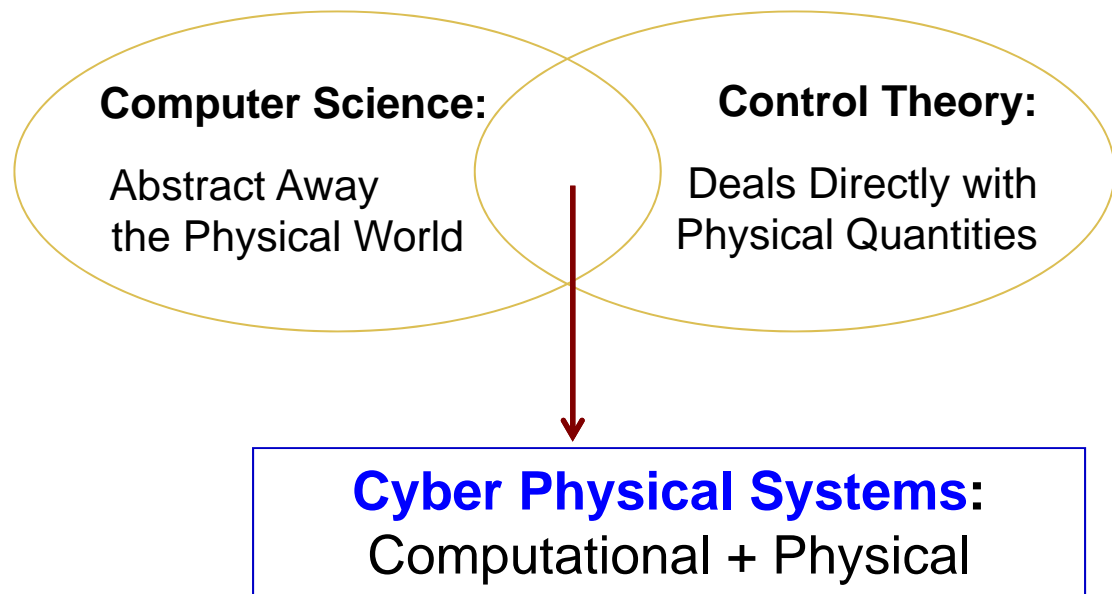 Computer Science:
Abstract Away
the Physical World
Control Theory:
Deals Directly with
Physical Quantities
Cyber Physical Systems:
Computational + Physical